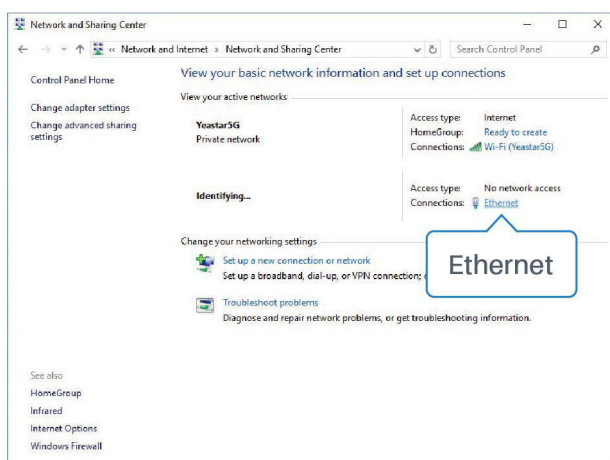 Network and Sharing Center
« Network and Internet > Network and Sharing Center
Search Control Panel
Control Panel Home
Change adapter settings
Change advanced sharing
settings
View your basic network information and set up connections
View your active networks
Yeastar5G
Private network
Access type: Internet
HomeGroup: Ready to create
Connections: Wi-Fi (Yeastar5G)
Identifying...
Access type: No network access
Connections: Ethernet
Ethernet
Change your networking settings
Set up a new connection or network
Set up a broadband, dial-up, or VPN connection;
Troubleshoot problems
Diagnose and repair network problems, or get troubleshooting information.
See also
HomeGroup
Infrared
Internet Options
Windows Firewall